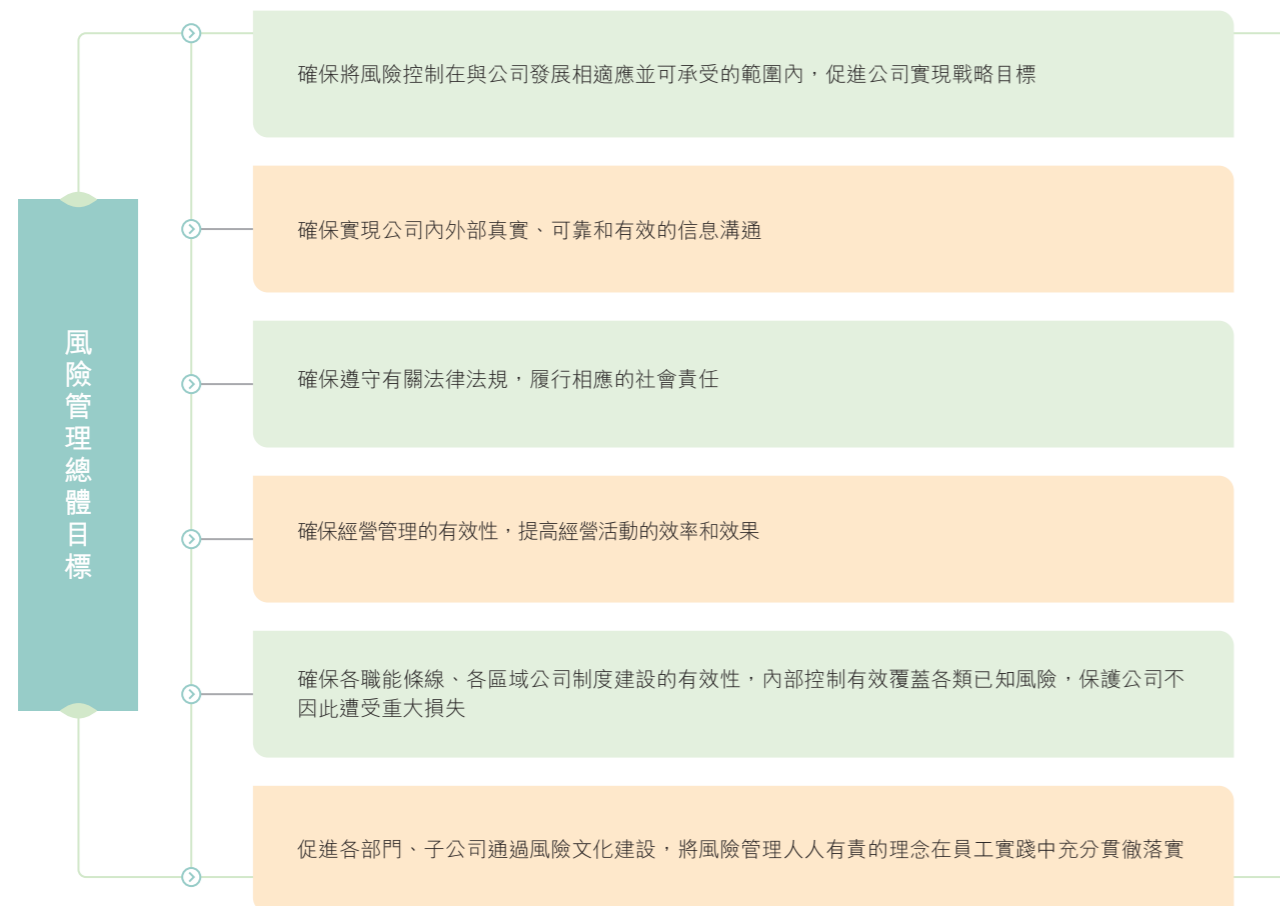 風險管理總體目標
確保將風險控制在與公司發展相適應並可承受的範圍內，促進公司實現戰略目標
確保實現公司內外部真實、可靠和有效的信息溝通
確保遵守有關法律法規，履行相應的社會責任
確保經營管理的有效性，提高經營活動的效率和效果
確保各職能條線、各區域公司制度建設的有效性，內部控制有效覆蓋各類已知風險，保護公司不
因此遭受重大損失
促進各部門、子公司通過風險文化建設，將風險管理人人有責的理念在員工實踐中充分貫徹落實